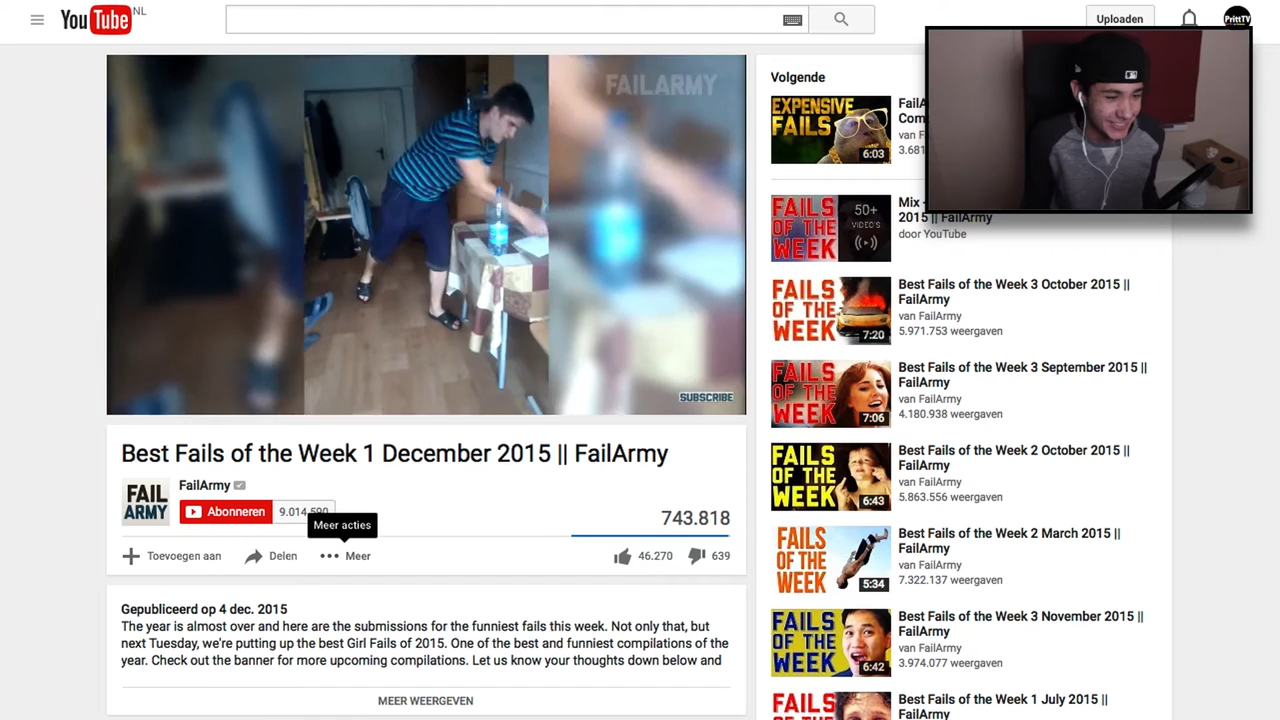 YouTube NL
Uploaden
PrittTV
FAILARMY
SUBSCRIBE
Best Fails of the Week 1 December 2015 || FailArmy
FAIL
ARMY
FailArmy
Abonneren
9.014.590
Meer acties
743.818
Toevoegen aan
Delen
Meer
46.270
639
Gepubliceerd op 4 dec. 2015
The year is almost over and here are the submissions for the funniest fails this week. Not only that, but
next Tuesday, we're putting up the best Girl Fails of 2015. One of the best and funniest compilations of the
year. Check out the banner for more upcoming compilations. Let us know your thoughts down below and
MEER WEERGEVEN
Volgende
EXPENSIVE
FAILS
6:03
van
3.681
FAILS
OF THE
WEEK
50+
VIDEO'S
Mix -
2015 || FailArmy
door YouTube
FAILS
OF THE
WEEK
7:20
Best Fails of the Week 3 October 2015 ||
FailArmy
van FailArmy
5.971.753 weergaven
FAILS
OF THE
WEEK
7:06
Best Fails of the Week 3 September 2015 ||
FailArmy
van FailArmy
4.180.938 weergaven
FAILS
OF THE
WEEK
6:43
Best Fails of the Week 2 October 2015 ||
FailArmy
van FailArmy
5.863.556 weergaven
FAILS
OF THE
WEEK
5:34
Best Fails of the Week 2 March 2015 ||
FailArmy
van FailArmy
7.322.137 weergaven
FAILS
OF THE
WEEK
6:42
Best Fails of the Week 3 November 2015 ||
FailArmy
van FailArmy
3.974.077 weergaven
FAILS
Best Fails of the Week 1 July 2015 ||
FailArmy